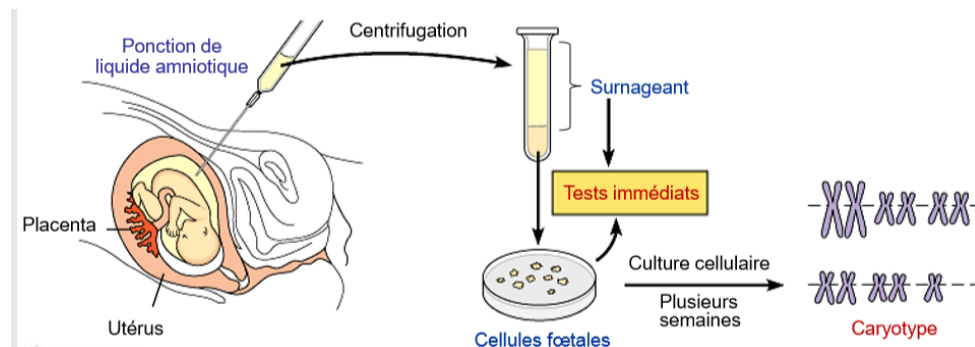 Ponction de
liquide amniotique
Centrifugation
Surnageant
Tests immédiats
Placenta
Utérus
Cellules fœtales
Culture cellulaire
Plusieurs
semaines
Caryotype